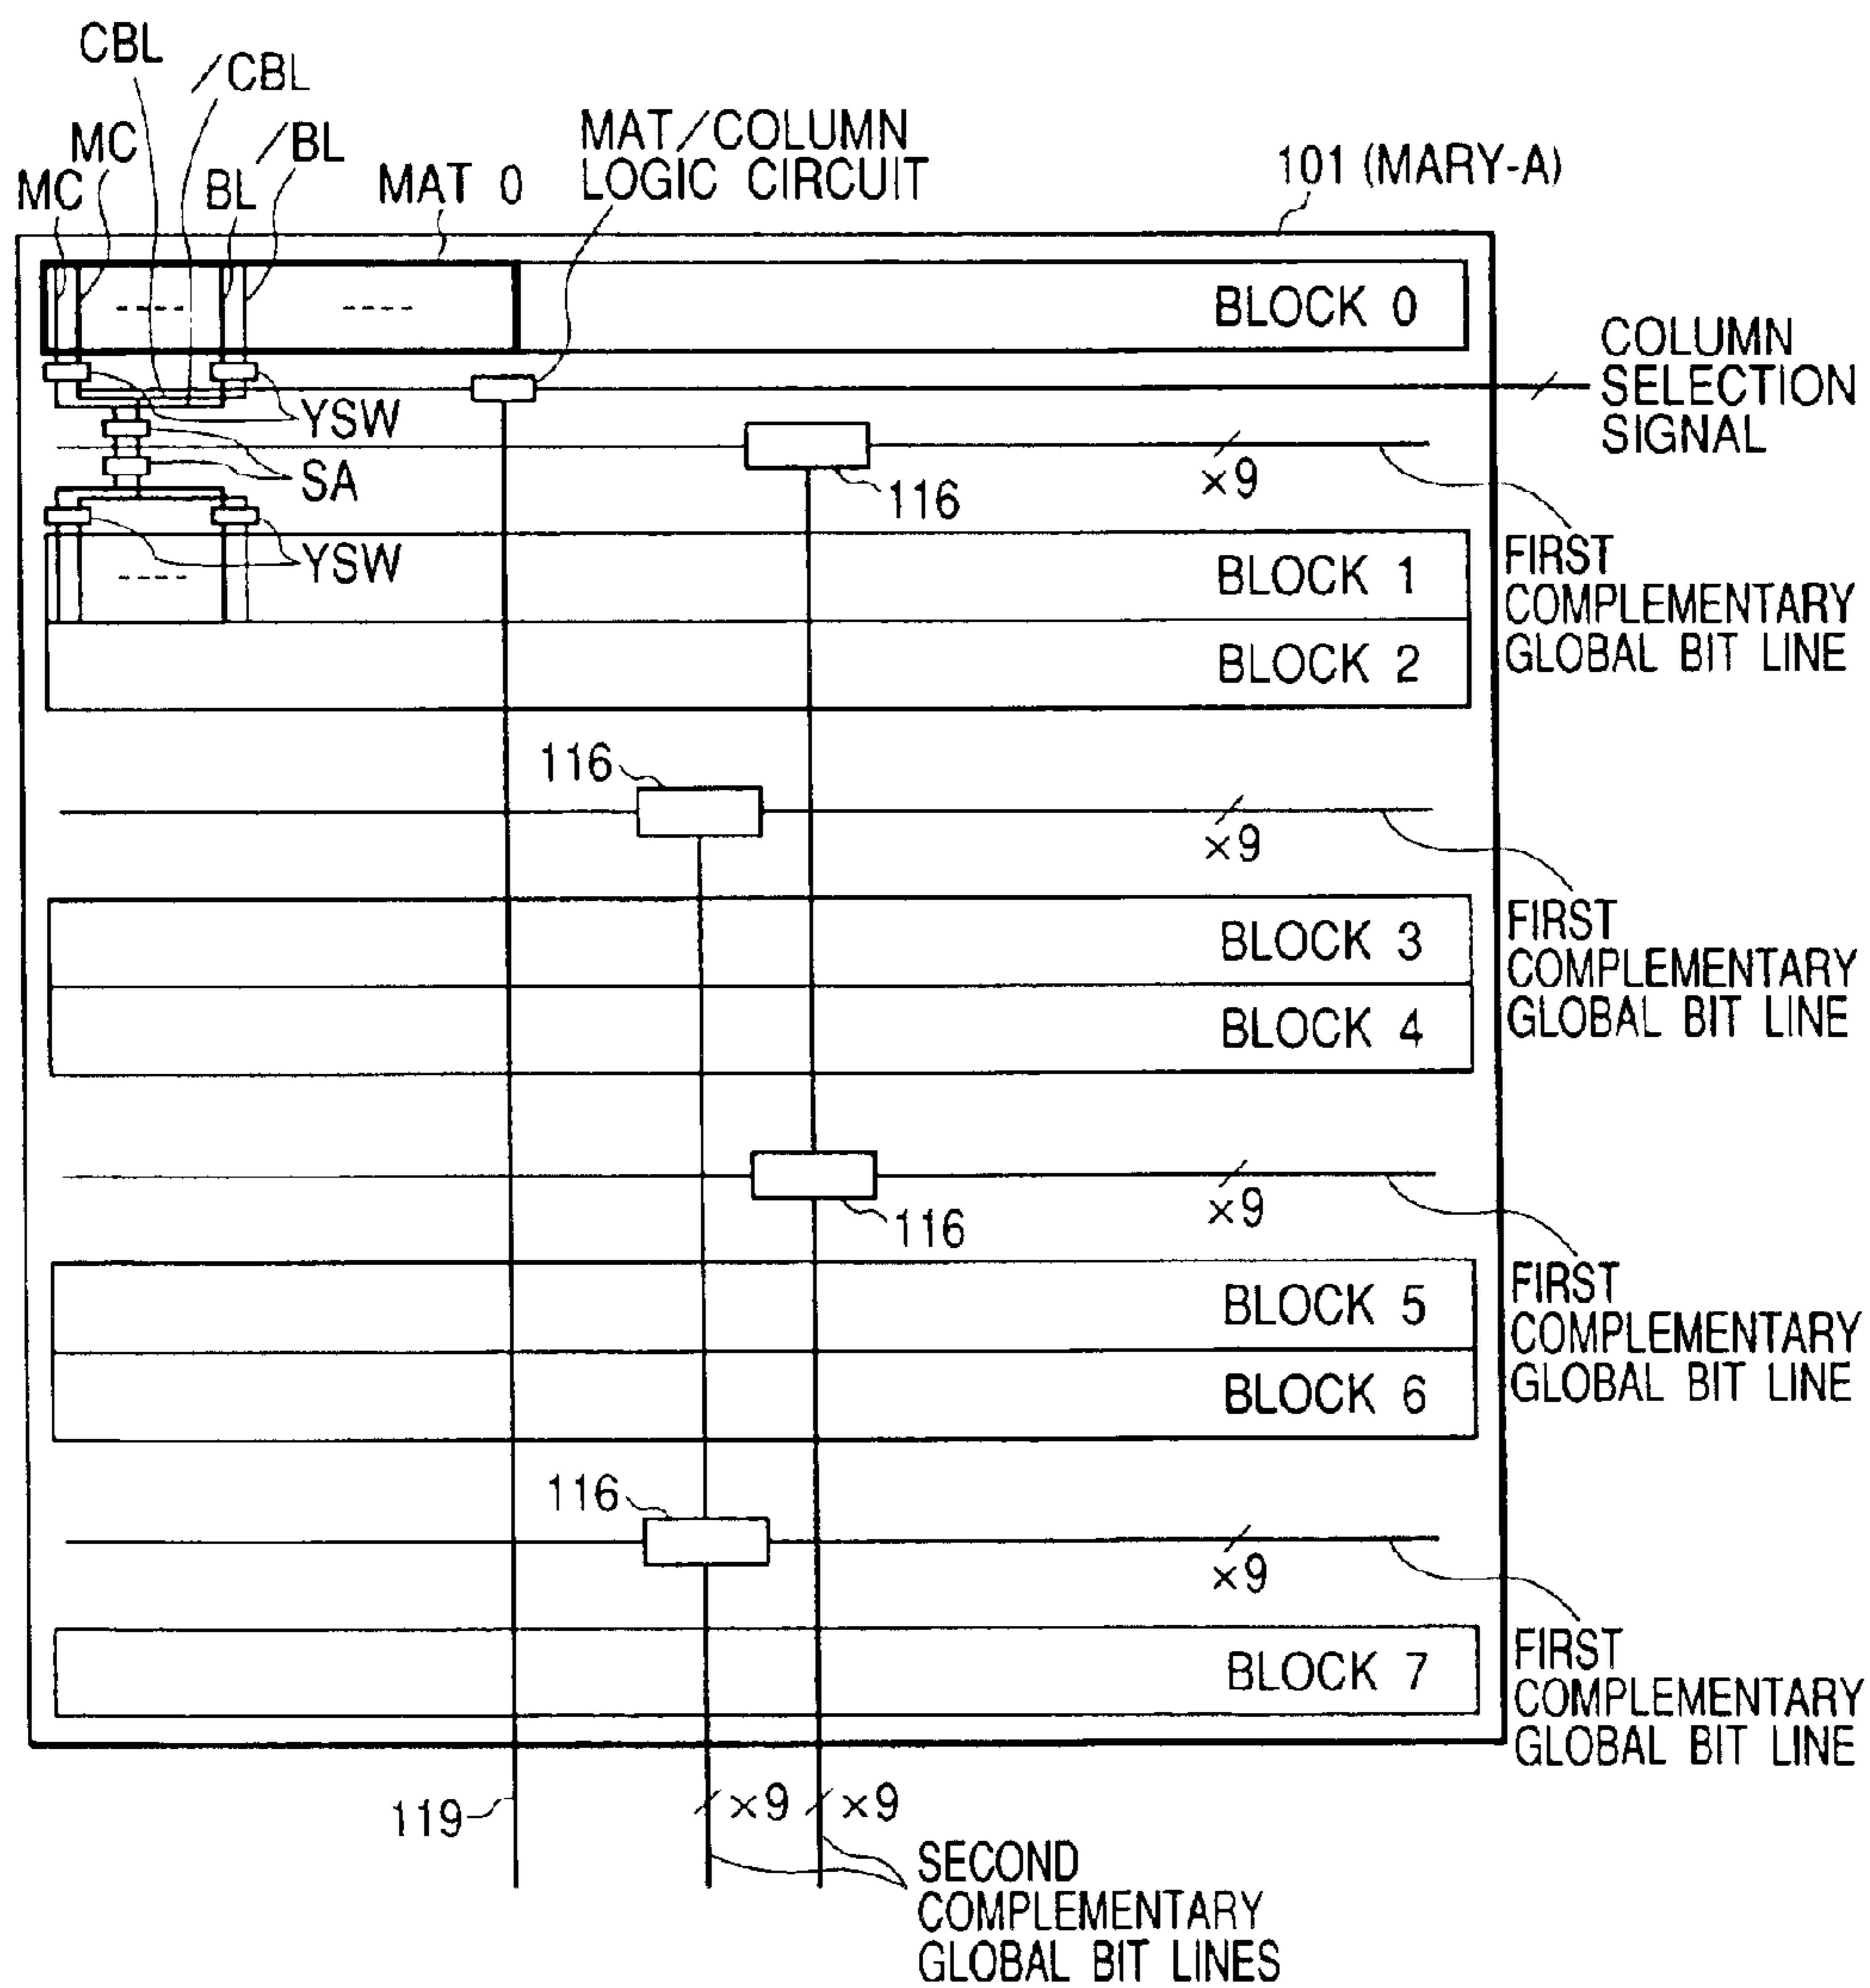 CBL
/CBL
MC
MC
BL
/BL
MAT 0
MAT/COLUMN
LOGIC CIRCUIT
101 (MARY-A)
BLOCK 0
COLUMN
SELECTION
SIGNAL
YSW
SA
116
×9
YSW
BLOCK 1
FIRST
COMPLEMENTARY
GLOBAL BIT LINE
BLOCK 2
116
×9
BLOCK 3
FIRST
COMPLEMENTARY
GLOBAL BIT LINE
BLOCK 4
116
×9
BLOCK 5
FIRST
COMPLEMENTARY
GLOBAL BIT LINE
BLOCK 6
116
×9
BLOCK 7
FIRST
COMPLEMENTARY
GLOBAL BIT LINE
119
×9
×9
SECOND
COMPLEMENTARY
GLOBAL BIT LINES